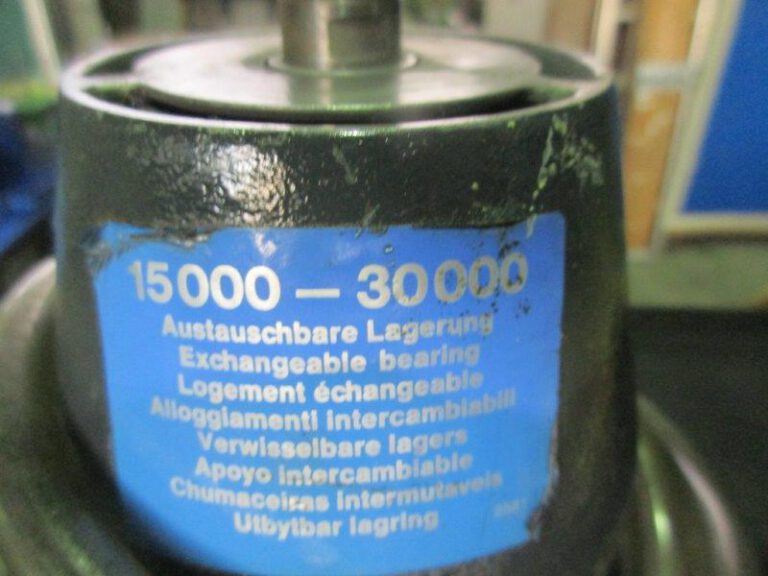 15000 — 30000
Austauschbare Lagerung
Exchangeable bearing
Logement échangeable
Alloggiamenti intercambiabili
Verwisselbare lagers
Apoyo intercambiable
Chumaceiras intermutaveis
Utbytbar lagring